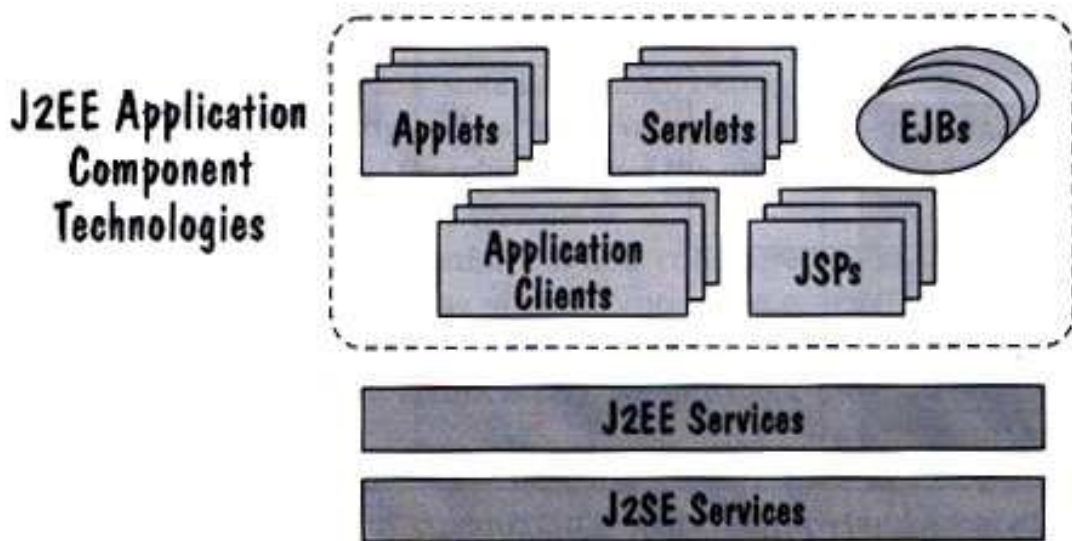 J2EE Application
Component
Technologies
Applets
Servlets
EJBs
Application
Clients
JSPs
J2EE Services
J2SE Services